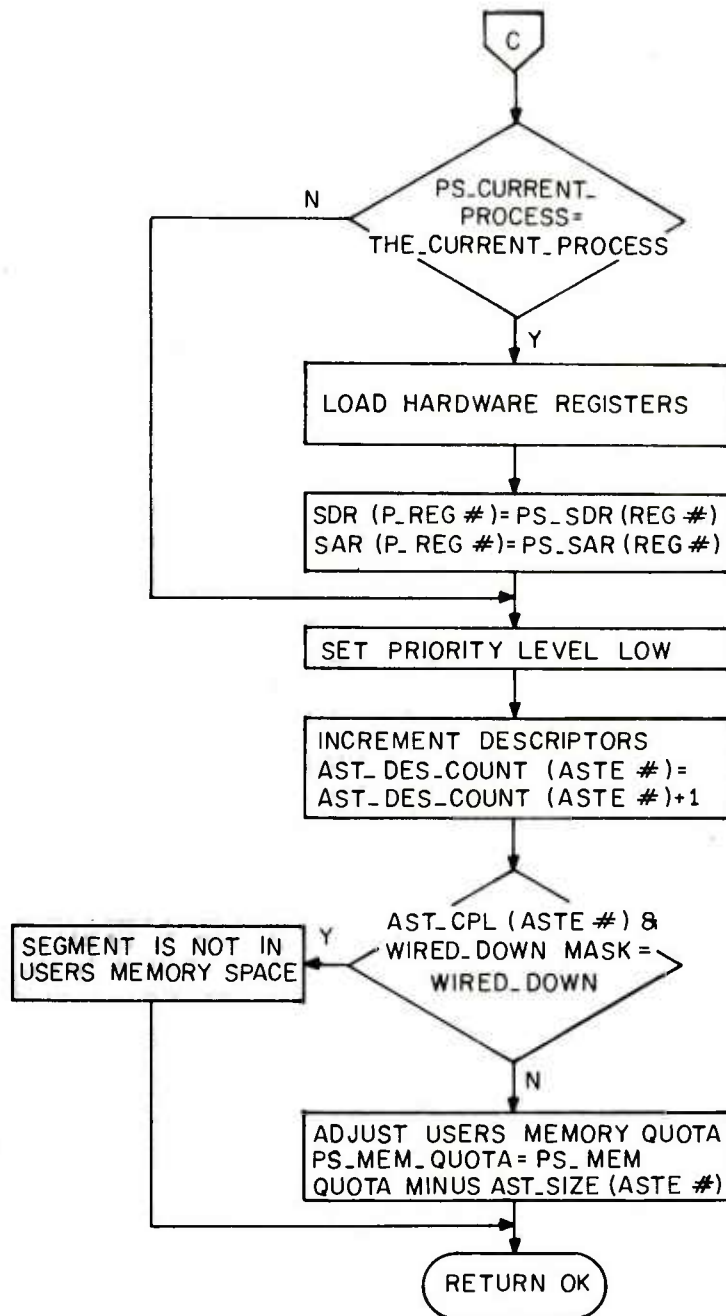 C
PS_CURRENT_
PROCESS=
THE_CURRENT_PROCESS
N
Y
LOAD HARDWARE REGISTERS
SDR (P_REG #)=PS_SDR (REG #)
SAR (P_REG #)=PS_SAR (REG #)
SET PRIORITY LEVEL LOW
INCREMENT DESCRIPTORS
AST_DES_COUNT (ASTE #)=
AST_DES_COUNT (ASTE #)+1
AST_CPL (ASTE #) &
WIRED_DOWN MASK =
WIRED_DOWN
Y
SEGMENT IS NOT IN
USERS MEMORY SPACE
N
ADJUST USERS MEMORY QUOTA
PS_MEM_QUOTA = PS_MEM
QUOTA MINUS AST_SIZE (ASTE #)
RETURN OK